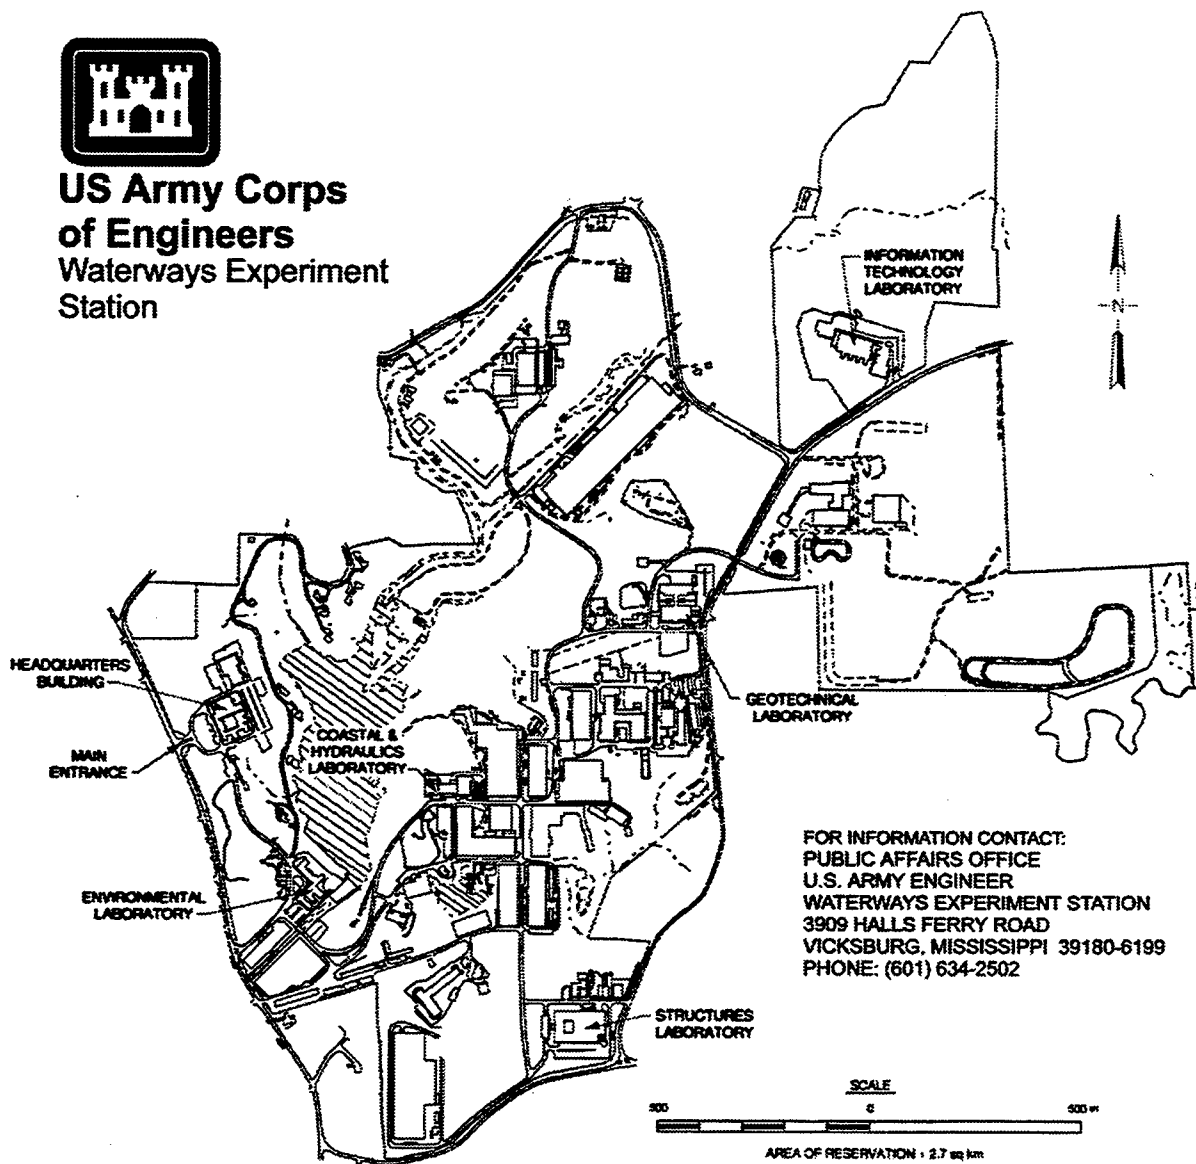 US Army Corps
of Engineers
Waterways Experiment
Station
INFORMATION
TECHNOLOGY
LABORATORY
N
HEADQUARTERS
BUILDING
MAIN
ENTRANCE
COASTAL &
HYDRAULICS
LABORATORY
GEOTECHNICAL
LABORATORY
ENVIRONMENTAL
LABORATORY
FOR INFORMATION CONTACT:
PUBLIC AFFAIRS OFFICE
U.S. ARMY ENGINEER
WATERWAYS EXPERIMENT STATION
3909 HALLS FERRY ROAD
VICKSBURG, MISSISSIPPI 39180-6199
PHONE: (601) 634-2502
STRUCTURES
LABORATORY
SCALE
500 0 500 m
AREA OF RESERVATION : 2.7 sq km